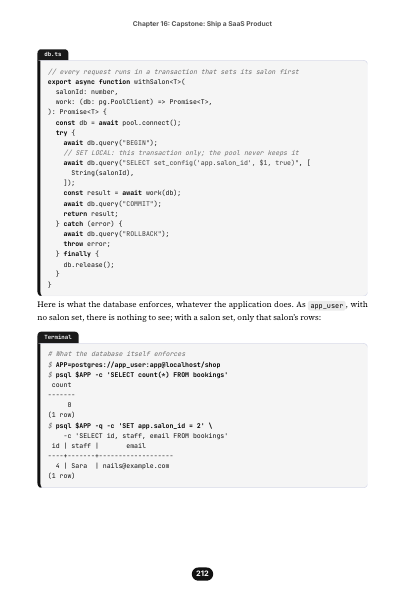 Chapter 16: Capstone: Ship a SaaS Product
db.ts
// every request runs in a transaction that sets its salon first
export async function withSalon<T>(
  salonId: number,
  work: (db: pg.PoolClient) => Promise<T>,
): Promise<T> {
  const db = await pool.connect();
  try {
    await db.query("BEGIN");
    // SET LOCAL: this transaction only; the pool never keeps it
    await db.query("SELECT set_config('app.salon_id', $1, true)", [
      String(salonId),
    ]);
    const result = await work(db);
    await db.query("COMMIT");
    return result;
  } catch (error) {
    await db.query("ROLLBACK");
    throw error;
  } finally {
    db.release();
  }
}
Here is what the database enforces, whatever the application does. As app_user, with
no salon set, there is nothing to see; with a salon set, only that salon's rows:
Terminal
# What the database itself enforces
$ APP=postgres://app_user:app@localhost/shop
$ psql $APP -c 'SELECT count(*) FROM bookings'
 count
-------
     0
(1 row)
$ psql $APP -q -c 'SET app.salon_id = 2' \
    -c 'SELECT id, staff, email FROM bookings'
 id | staff |       email
----+-------+-------------------
  4 | Sara  | nails@example.com
(1 row)
212